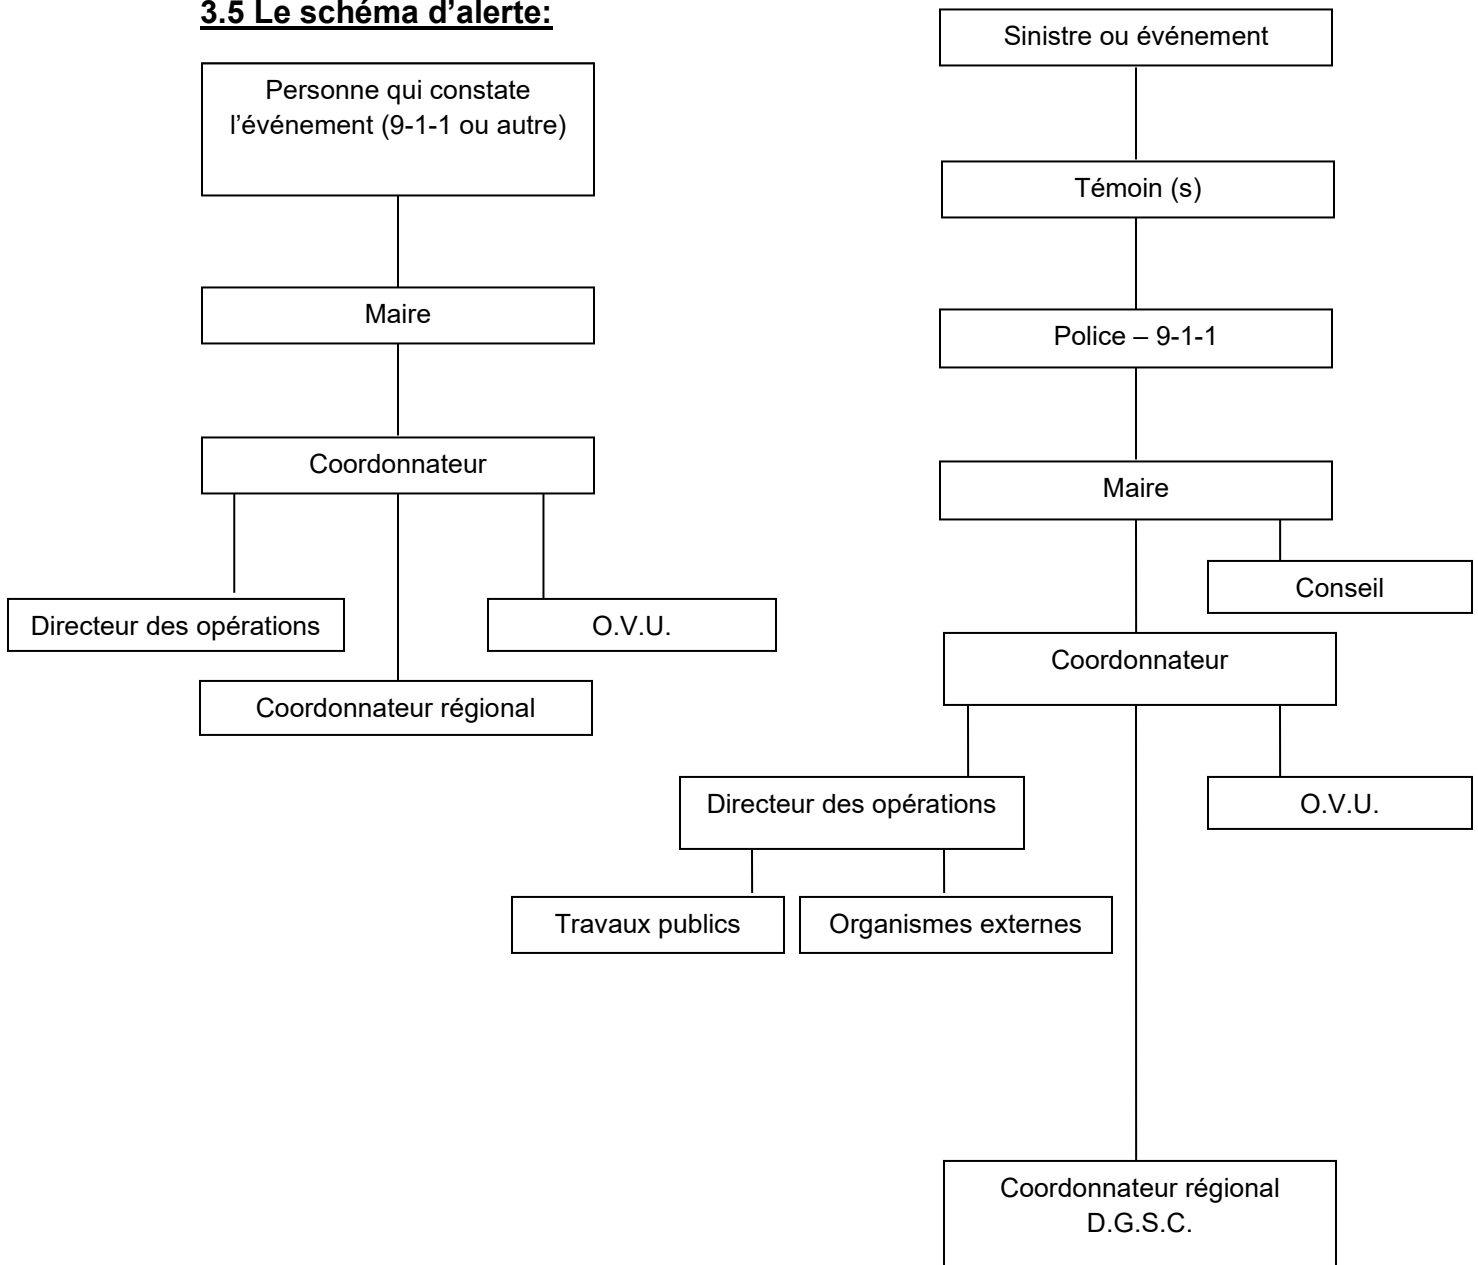 3.5 Le schéma d’alerte:
Personne qui constate
l’événement (9-1-1 ou autre)
Maire
Coordonnateur
Directeur des opérations
O.V.U.
Coordonnateur régional
Sinistre ou événement
Témoin (s)
Police – 9-1-1
Maire
Conseil
Coordonnateur
Directeur des opérations
O.V.U.
Travaux publics
Organismes externes
Coordonnateur régional
D.G.S.C.